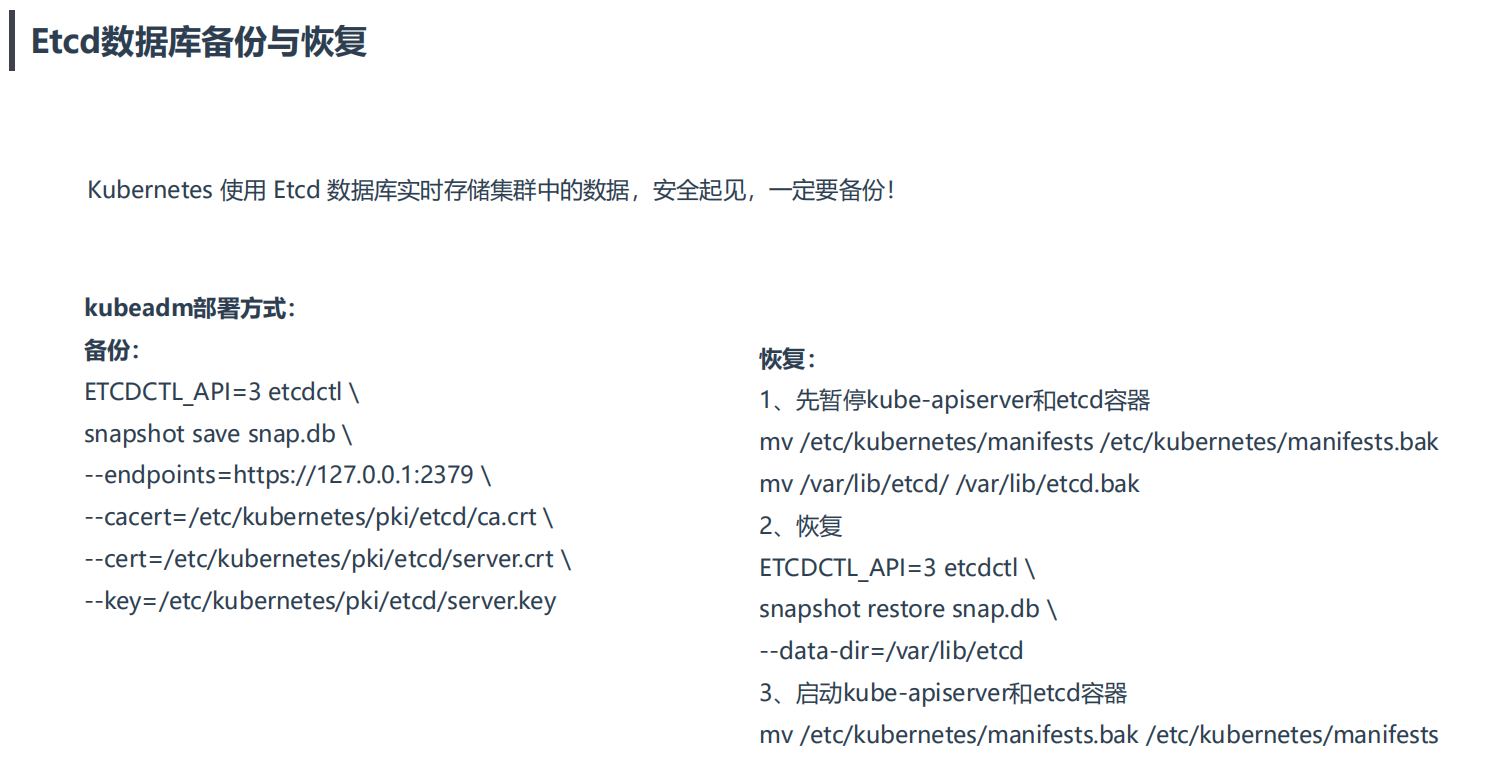 Etcd数据库备份与恢复
Kubernetes 使用 Etcd 数据库实时存储集群中的数据，安全起见，一定要备份！
kubeadm部署方式：
备份：
ETCDCTL_API=3 etcdctl \
snapshot save snap.db \
--endpoints=https://127.0.0.1:2379 \
--cacert=/etc/kubernetes/pki/etcd/ca.crt \
--cert=/etc/kubernetes/pki/etcd/server.crt \
--key=/etc/kubernetes/pki/etcd/server.key
恢复：
1、先暂停kube-apiserver和etcd容器
mv /etc/kubernetes/manifests /etc/kubernetes/manifests.bak
mv /var/lib/etcd/ /var/lib/etcd.bak
2、恢复
ETCDCTL_API=3 etcdctl \
snapshot restore snap.db \
--data-dir=/var/lib/etcd
3、启动kube-apiserver和etcd容器
mv /etc/kubernetes/manifests.bak /etc/kubernetes/manifests